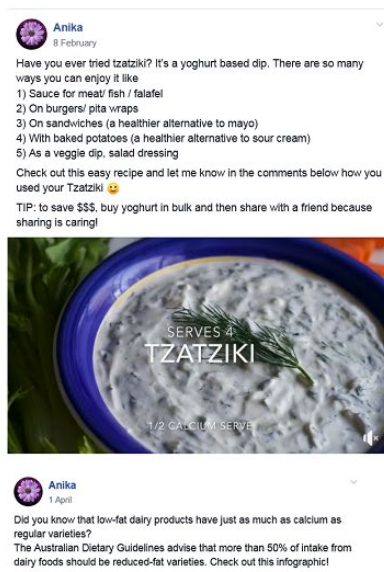 Anika
8 February
Have you ever tried tzatziki? It's a yoghurt based dip. There are so many
ways you can enjoy it like
1) Sauce for meat/ fish / falafel
2) On burgers/ pita wraps
3) On sandwiches (a healthier alternative to mayo)
4) With baked potatoes (a healthier alternative to sour cream)
5) As a veggie dip, salad dressing
Check out this easy recipe and let me know in the comments below how you
used your Tzatziki 🙂
TIP: to save $$$, buy yoghurt in bulk and then share with a friend because
sharing is caring!
SERVES 4
TZATZIKI
1/2 CALCIUM SERVE
Anika
1 April
Did you know that low-fat dairy products have just as much as calcium as
regular varieties?
The Australian Dietary Guidelines advise that more than 50% of intake from
dairy foods should be reduced-fat varieties. Check out this infographic!